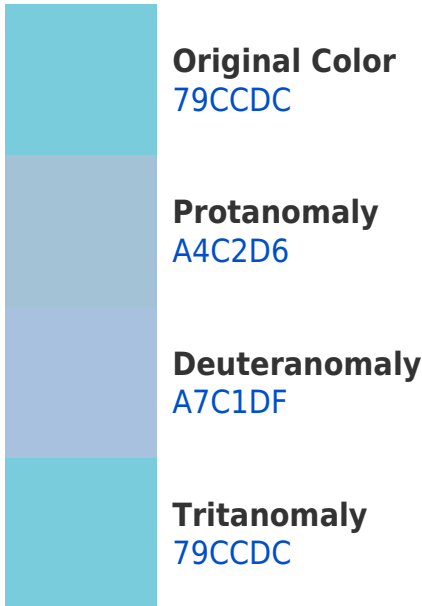 Original Color
79CCDC
Protanomaly
A4C2D6
Deuteranomaly
A7C1DF
Tritanomaly
79CCDC